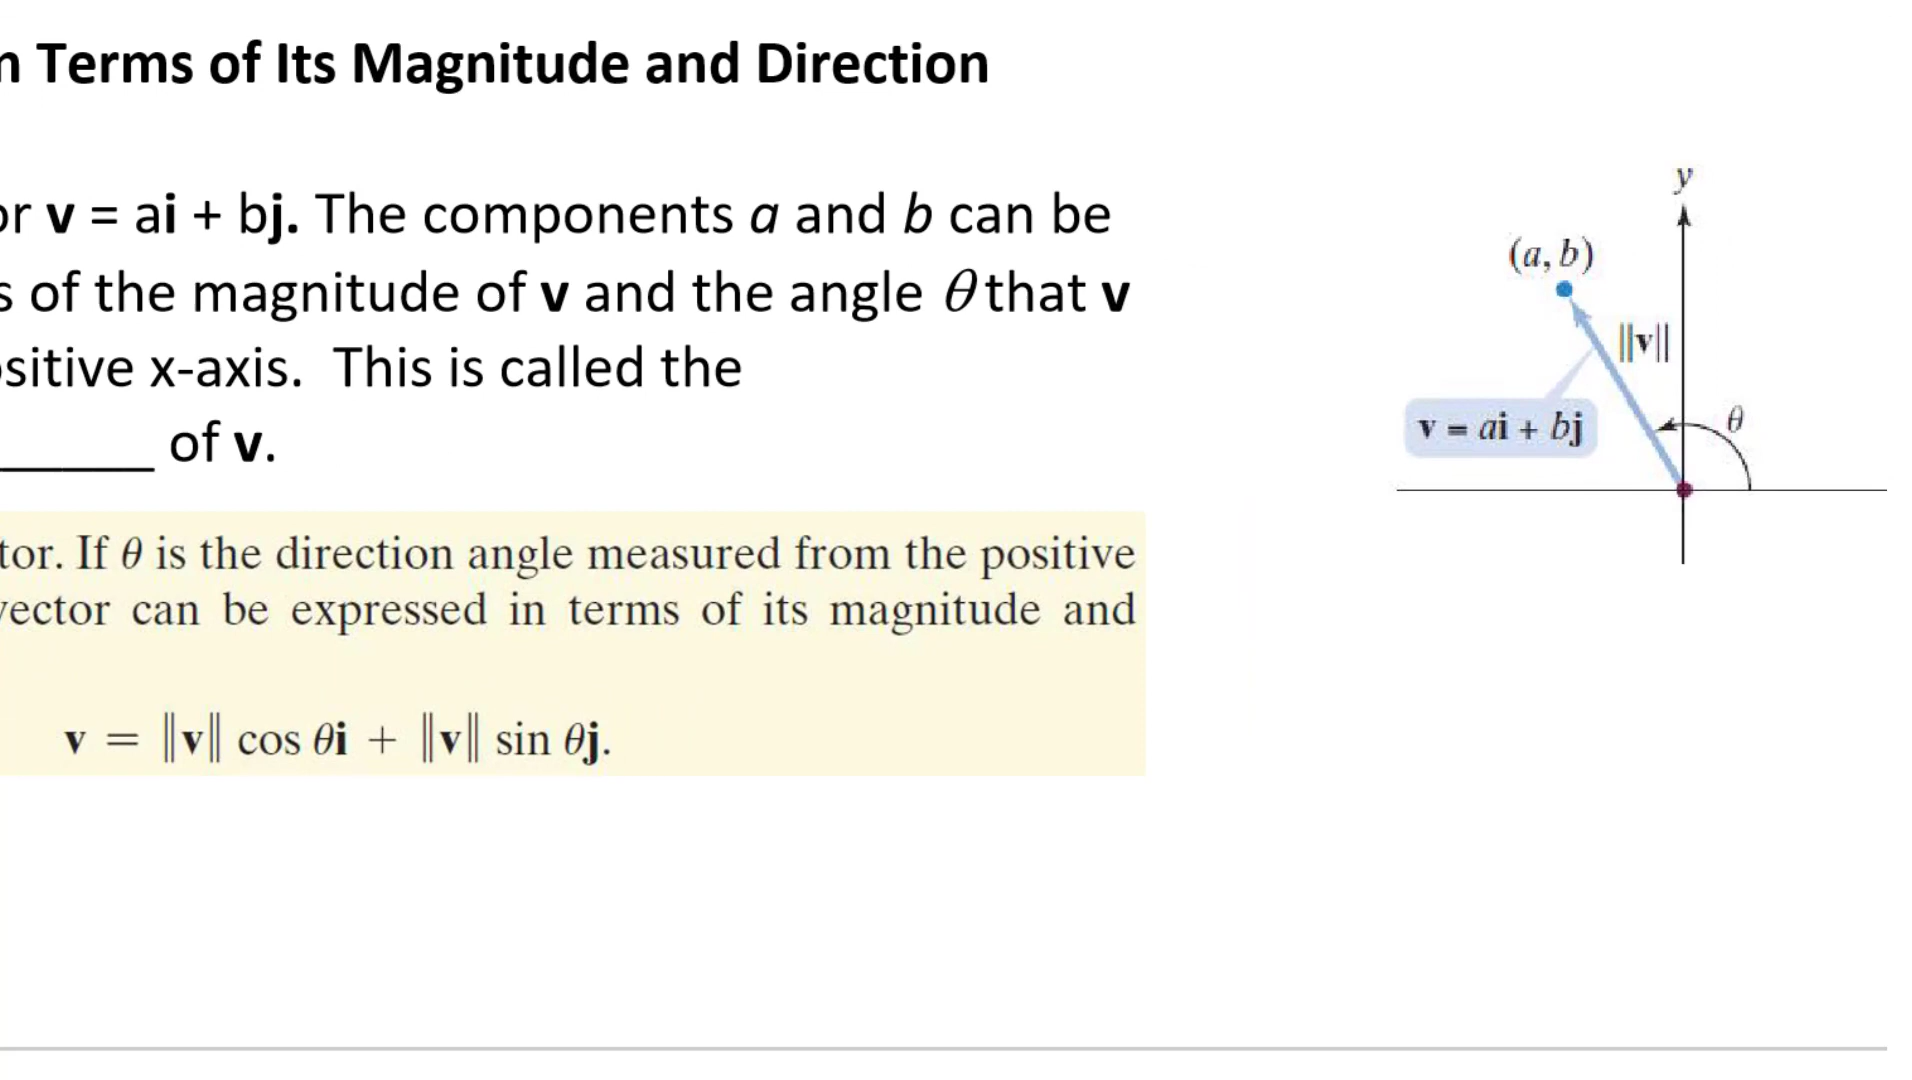 n Terms of Its Magnitude and Direction
or v = ai + bj. The components a and b can be
s of the magnitude of v and the angle θ that v
ositive x-axis. This is called the
______ of v.
tor. If θ is the direction angle measured from the positive
vector can be expressed in terms of its magnitude and
v = ‖v‖ cos θi + ‖v‖ sin θj.
y
(a, b)
‖v‖
v = ai + bj
θ